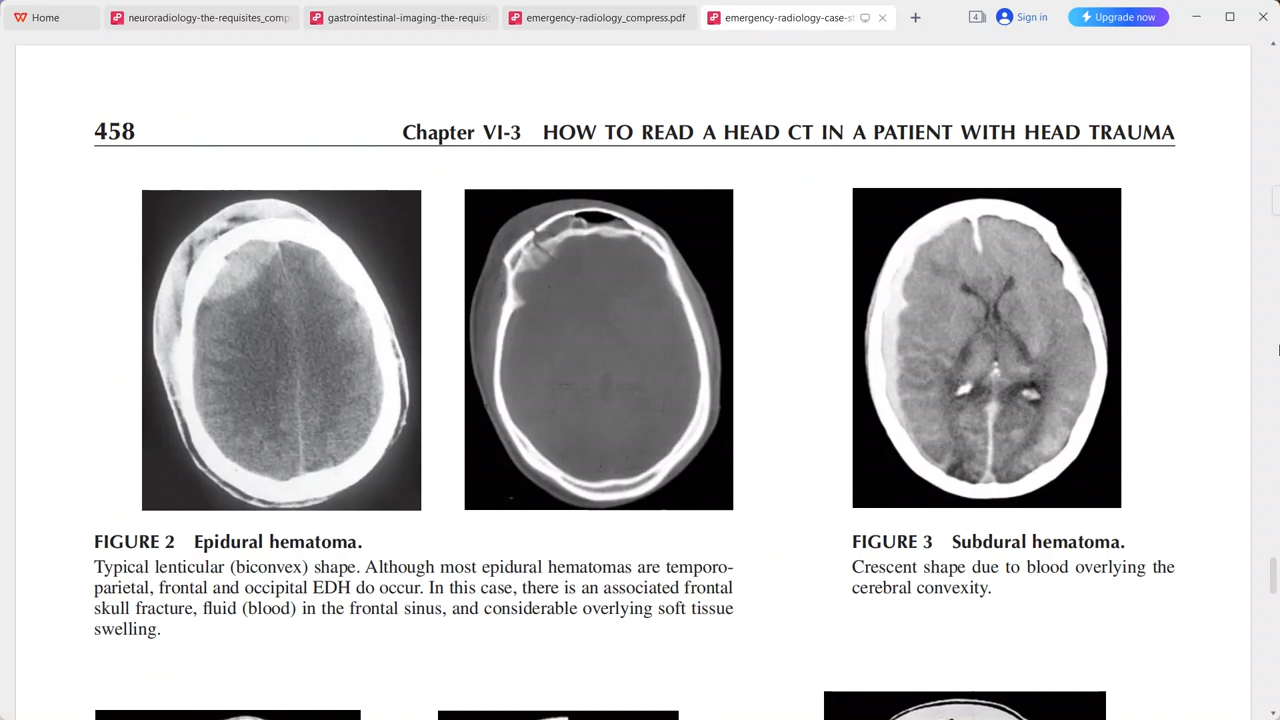 Home
neuroradiology-the-requisites_comp
gastrointestinal-imaging-the-requisit
emergency-radiology_compress.pdf
emergency-radiology-case-s
4
Sign in
Upgrade now
458
Chapter VI-3 HOW TO READ A HEAD CT IN A PATIENT WITH HEAD TRAUMA
FIGURE 2 Epidural hematoma.
Typical lenticular (biconvex) shape. Although most epidural hematomas are temporo-
parietal, frontal and occipital EDH do occur. In this case, there is an associated frontal
skull fracture, fluid (blood) in the frontal sinus, and considerable overlying soft tissue
swelling.
FIGURE 3 Subdural hematoma.
Crescent shape due to blood overlying the
cerebral convexity.